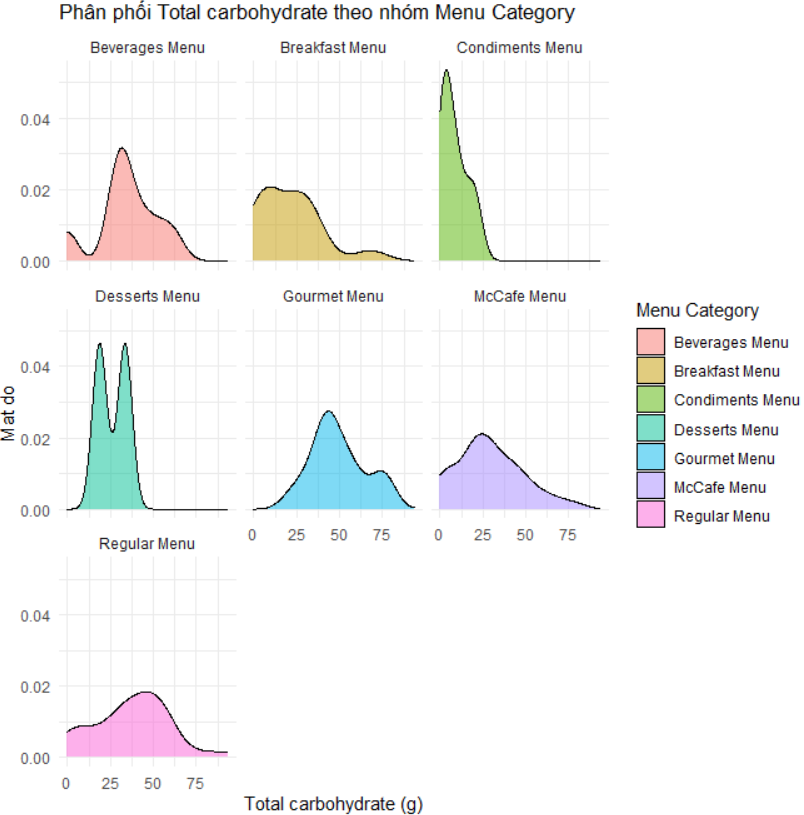 Phân phối Total carbohydrate theo nhóm Menu Category
Beverages Menu Breakfast Menu Condiments Menu
0.04
0.02
0.00
Desserts Menu Gourmet Menu McCafe Menu
0.04
0.02
0.00
0 25 50 75 0 25 50 75
Regular Menu
0.04
0.02
0.00
0 25 50 75
Mat do
Total carbohydrate (g)
Menu Category
Beverages Menu
Breakfast Menu
Condiments Menu
Desserts Menu
Gourmet Menu
McCafe Menu
Regular Menu